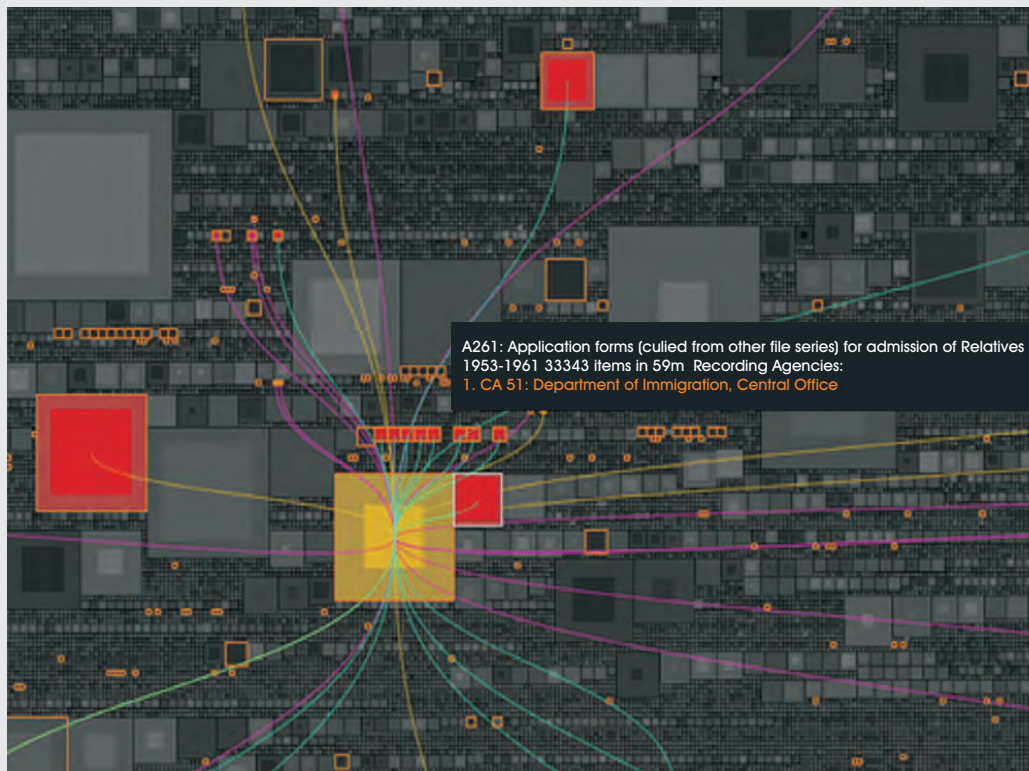 A261: Application forms (culied from other file series) for admission of Relatives
1953-1961 33343 items in 59m Recording Agencies:
1. CA 51: Department of Immigration, Central Office